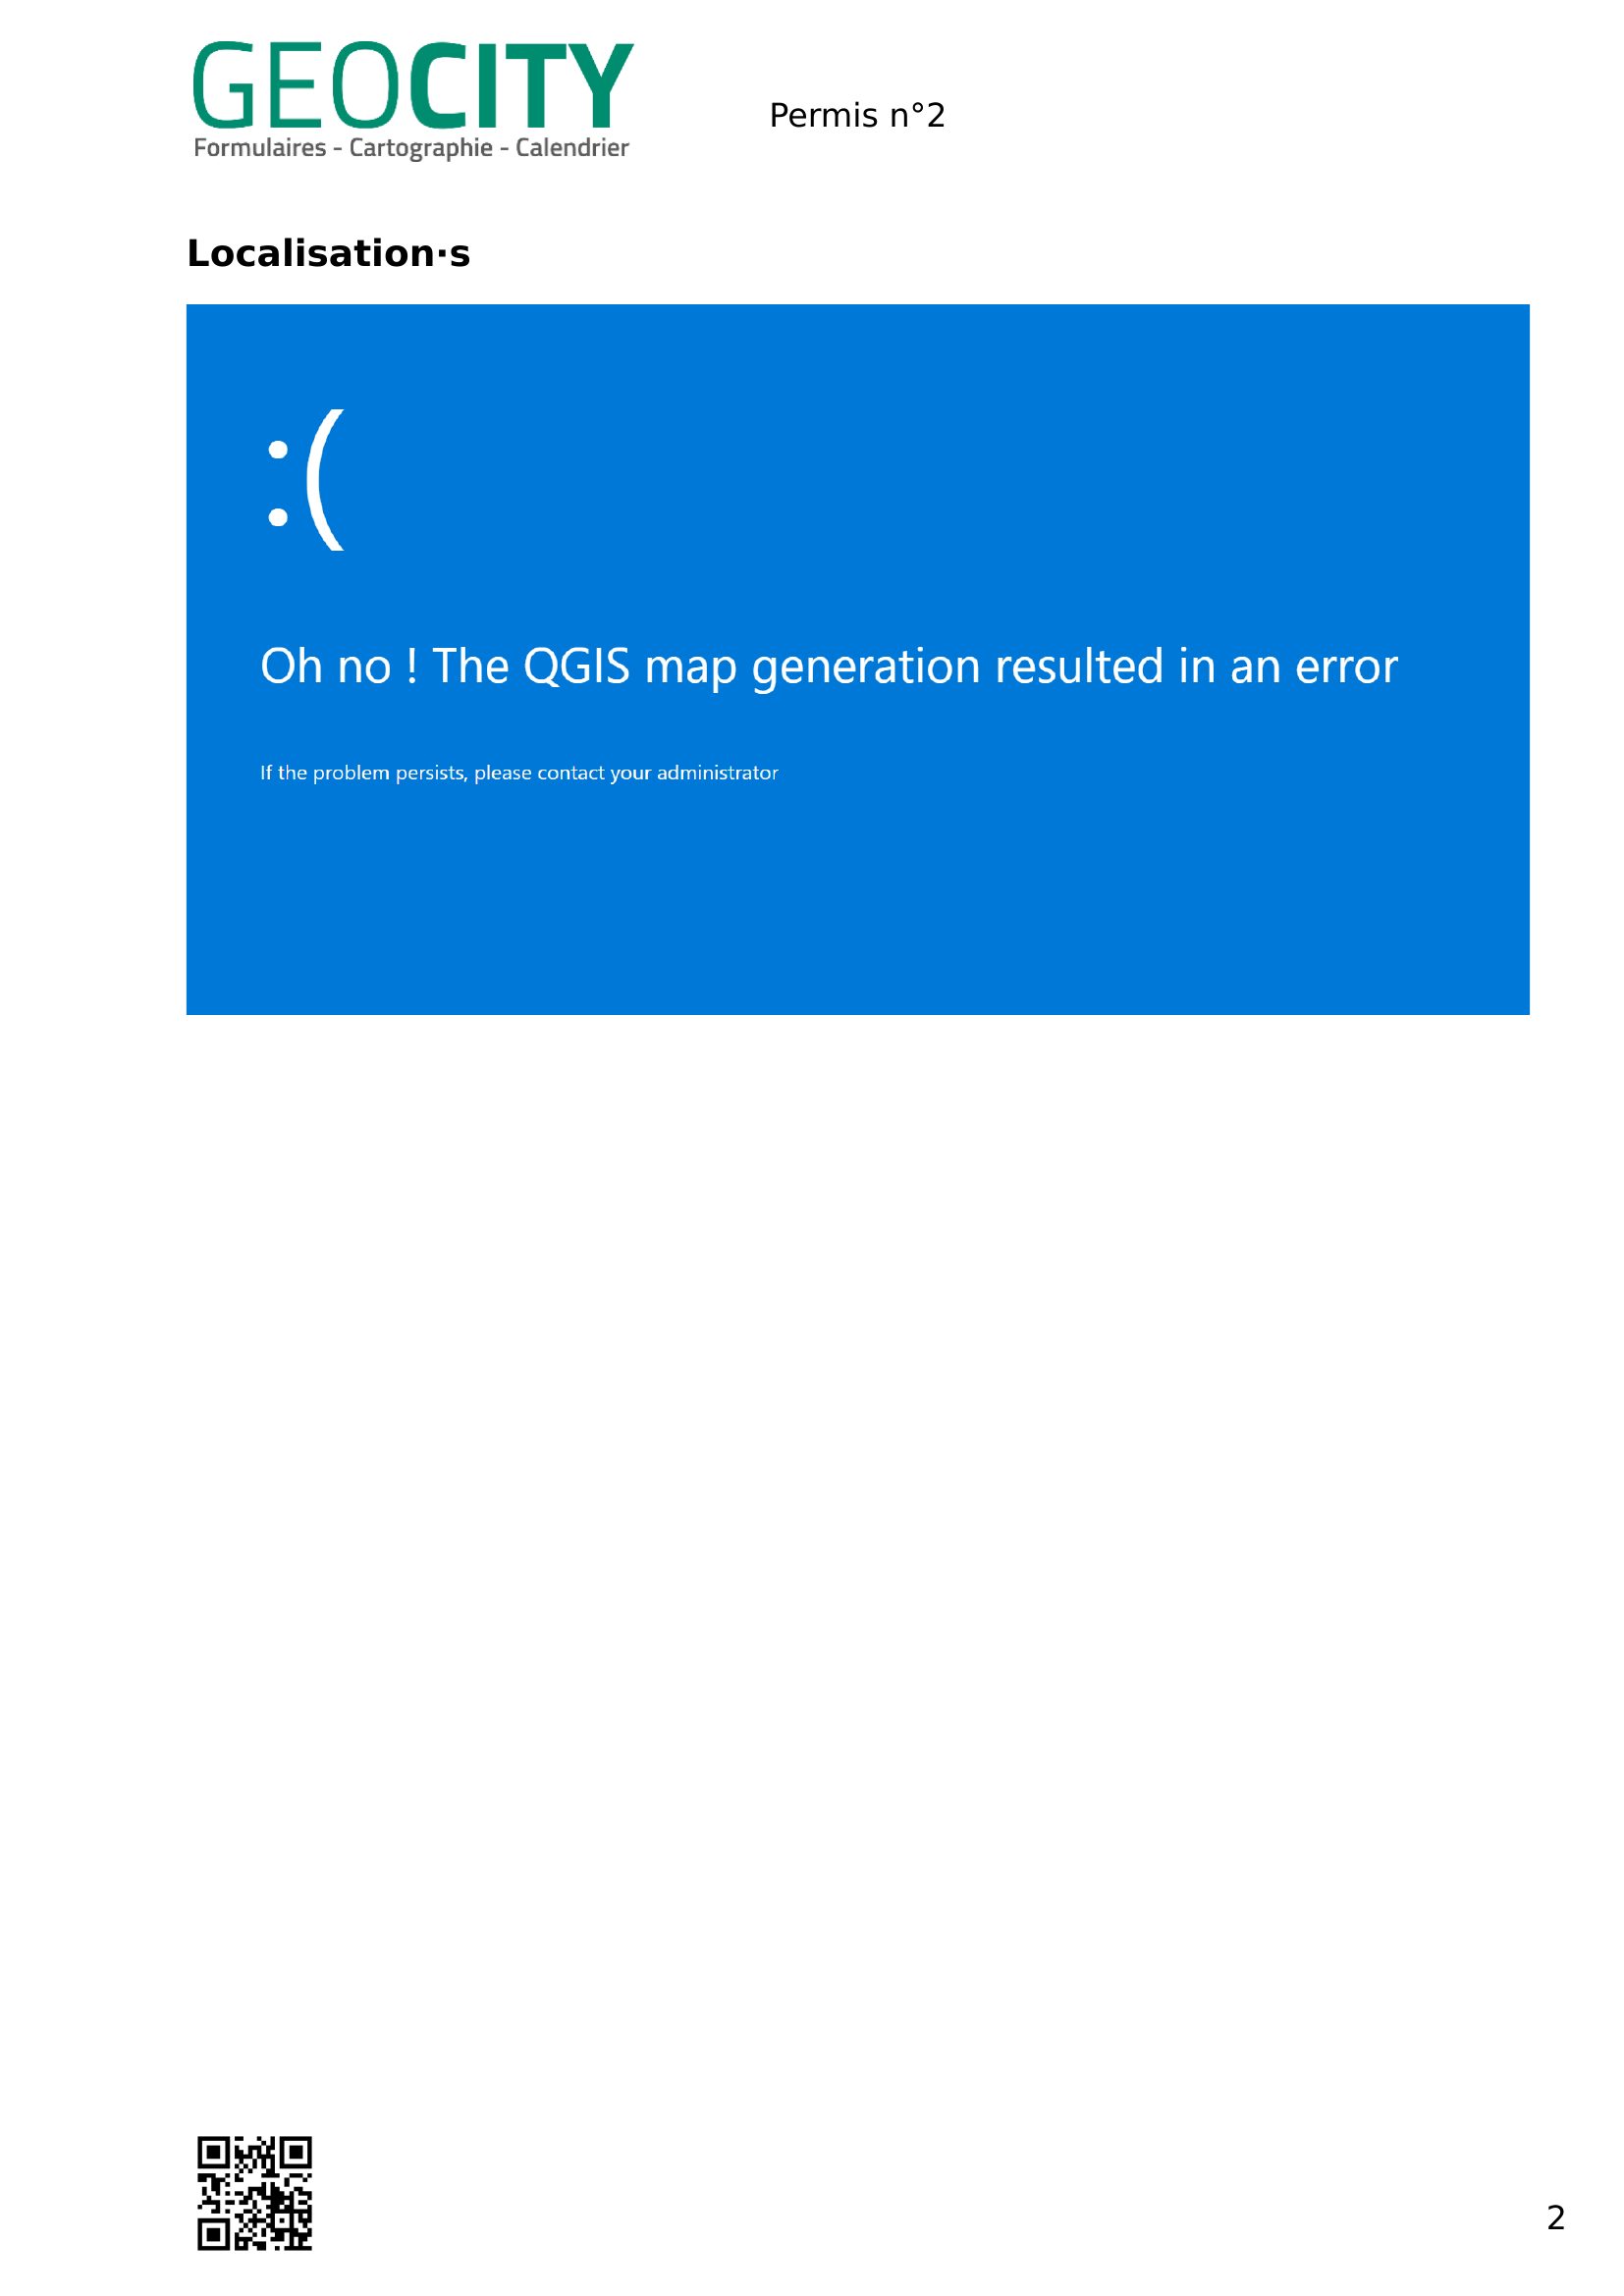 GEOCITY
Formulaires - Cartographie - Calendrier
Permis n°2
Localisation·s
:(
Oh no ! The QGIS map generation resulted in an error
If the problem persists, please contact your administrator
2